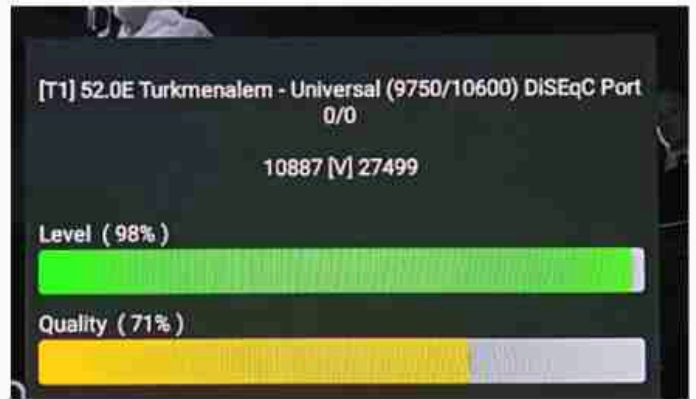 [T1] 52.0E Turkmenalem - Universal (9750/10600) DiSEqC Port
0/0
10887 [V] 27499
Level ( 98% )
Quality ( 71% )